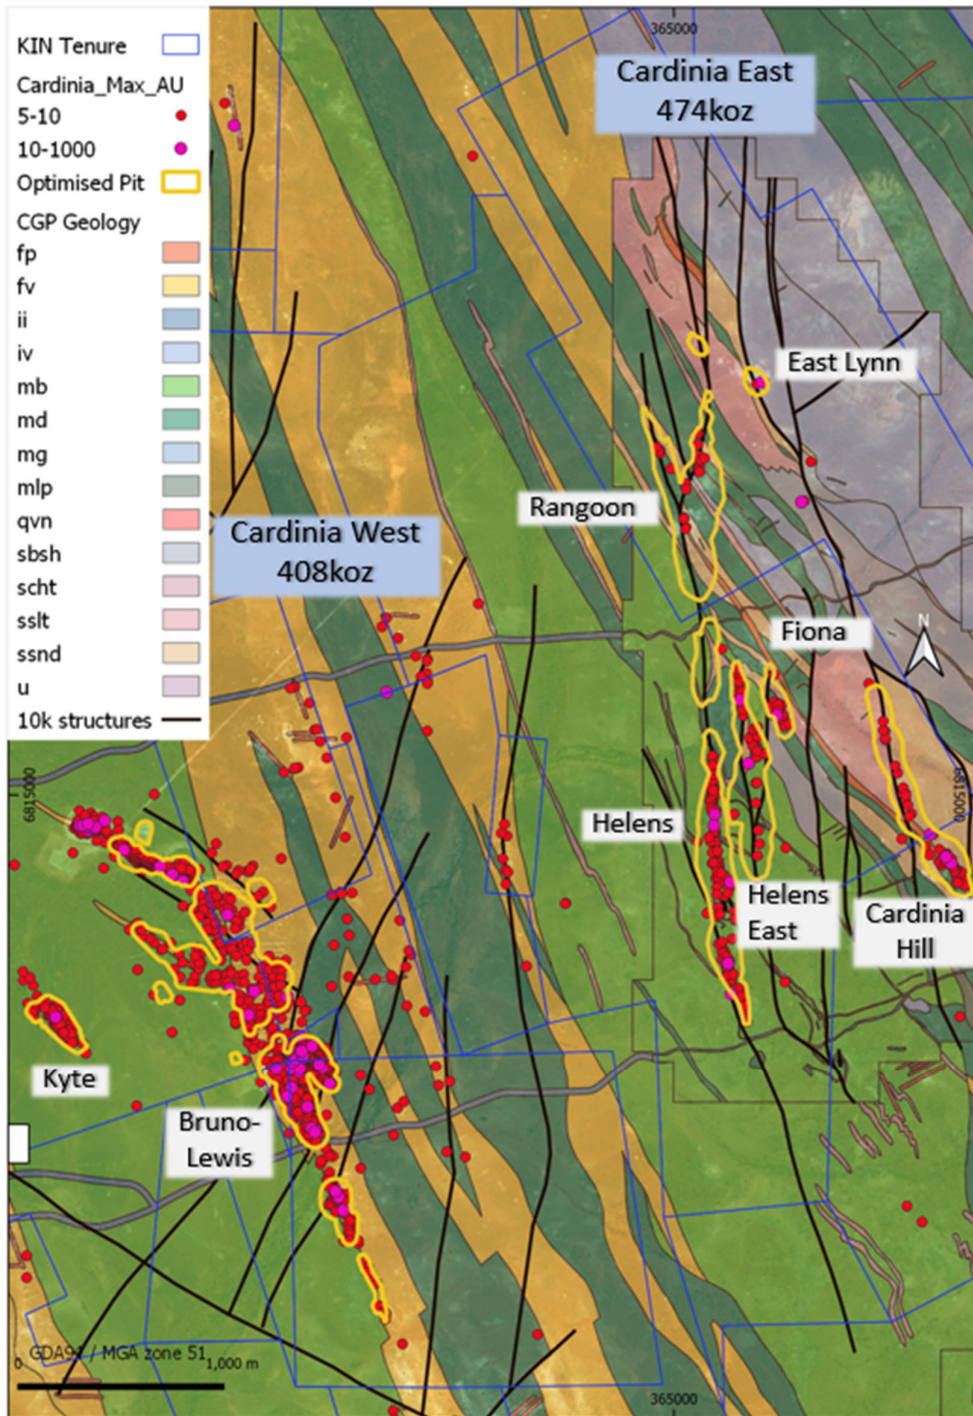 KIN Tenure
Cardinia_Max_AU
5-10
10-1000
Optimised Pit
CGP Geology
fp
fv
ii
iv
mb
md
mg
mlp
qvn
sbsh
scht
sslt
ssnd
u
10k structures
365000
Cardinia East
474koz
East Lynn
Rangoon
Cardinia West
408koz
Fiona
N
6815000
6815000
Helens
Helens
East
Cardinia
Hill
Kyte
Bruno-
Lewis
GDA94 / MGA zone 51
0
1,000 m
365000